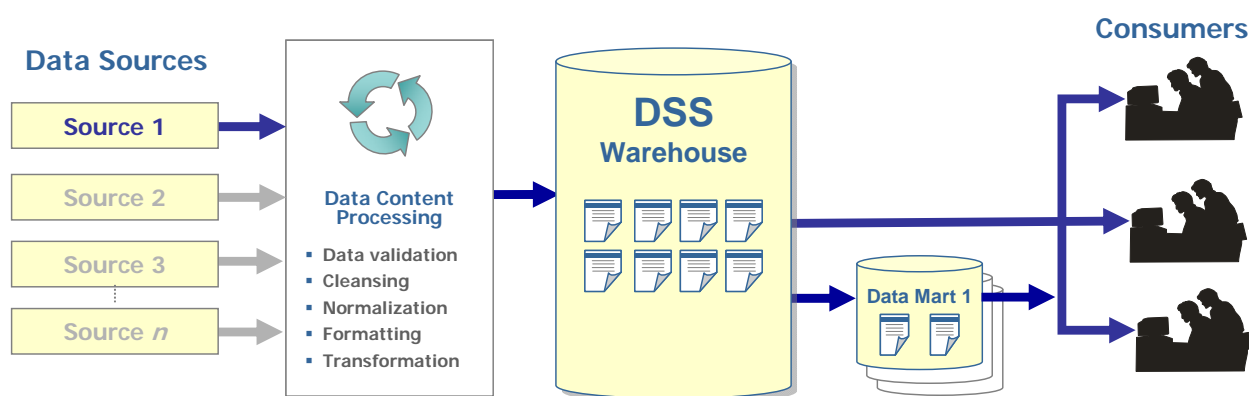 Data Sources
Source 1
Source 2
Source 3
Source n
Data Content
Processing
▪ Data validation
▪ Cleansing
▪ Normalization
▪ Formatting
▪ Transformation
DSS
Warehouse
Data Mart 1
Consumers